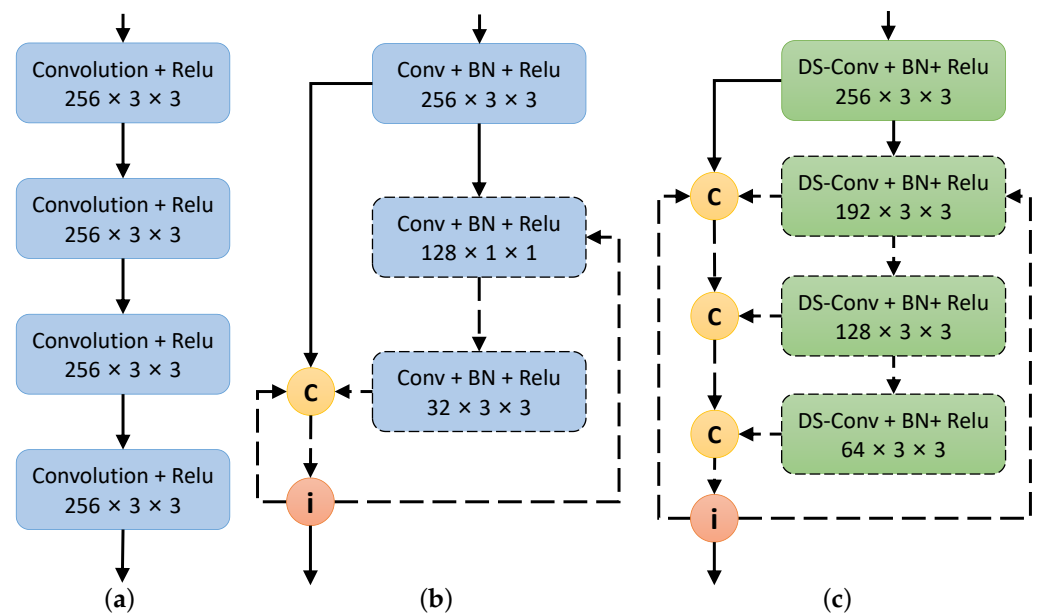 Convolution + Relu
256 × 3 × 3
Convolution + Relu
256 × 3 × 3
Convolution + Relu
256 × 3 × 3
Convolution + Relu
256 × 3 × 3
(a)
Conv + BN + Relu
256 × 3 × 3
Conv + BN + Relu
128 × 1 × 1
Conv + BN + Relu
32 × 3 × 3
C
i
(b)
DS-Conv + BN+ Relu
256 × 3 × 3
C
DS-Conv + BN+ Relu
192 × 3 × 3
C
DS-Conv + BN+ Relu
128 × 3 × 3
C
DS-Conv + BN+ Relu
64 × 3 × 3
i
(c)